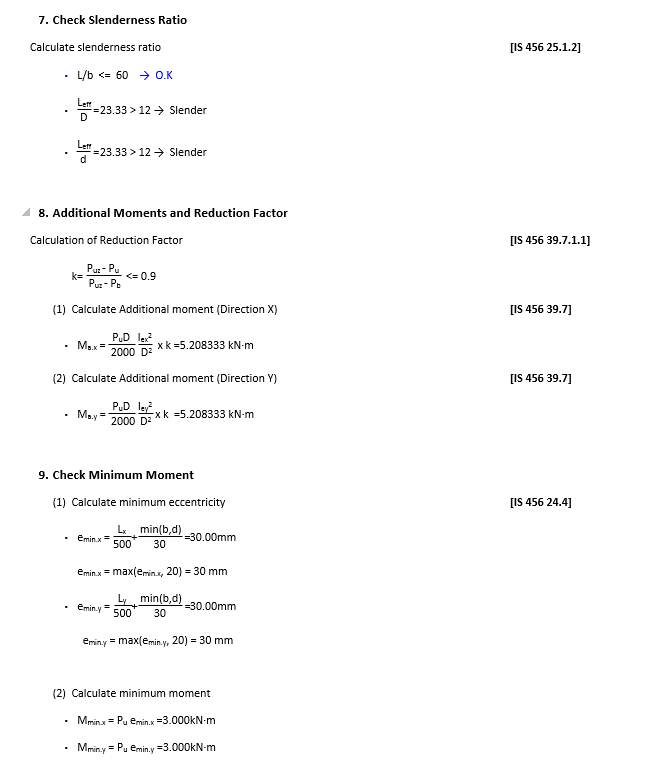 7. Check Slenderness Ratio
Calculate slenderness ratio [IS 456 25.1.2]
• L/b <= 60 → O.K
• Leff/D =23.33 > 12 → Slender
• Leff/d =23.33 > 12 → Slender
8. Additional Moments and Reduction Factor
Calculation of Reduction Factor [IS 456 39.7.1.1]
k= (Puz - Pu)/(Puz - Pb) <= 0.9
(1) Calculate Additional moment (Direction X) [IS 456 39.7]
• Ma.x = PuD/2000 lex²/D² x k =5.208333 kN·m
(2) Calculate Additional moment (Direction Y) [IS 456 39.7]
• Ma.y = PuD/2000 ley²/D² x k =5.208333 kN·m
9. Check Minimum Moment
(1) Calculate minimum eccentricity [IS 456 24.4]
• emin.x = Lx/500 + min(b,d)/30 =30.00mm
emin.x = max(emin.x, 20) = 30 mm
• emin.y = Ly/500 + min(b,d)/30 =30.00mm
emin.y = max(emin.y, 20) = 30 mm
(2) Calculate minimum moment
• Mmin.x = Pu emin.x =3.000kN·m
• Mmin.y = Pu emin.y =3.000kN·m